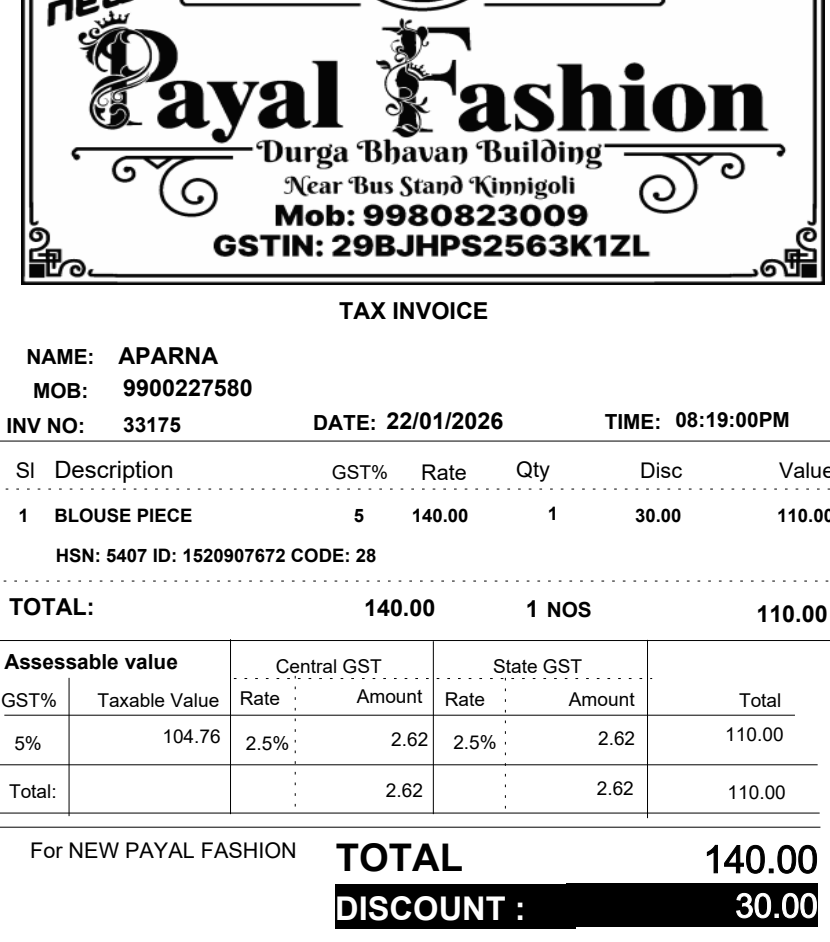 new
Payal Fashion
Durga Bhavan Building
Near Bus Stand Kinnigoli
Mob: 9980823009
GSTIN: 29BJHPS2563K1ZL
TAX INVOICE
NAME: APARNA
MOB: 9900227580
INV NO: 33175 DATE: 22/01/2026 TIME: 08:19:00PM
Sl Description GST% Rate Qty Disc Value
1 BLOUSE PIECE 5 140.00 1 30.00 110.00
HSN: 5407 ID: 1520907672 CODE: 28
TOTAL: 140.00 1 NOS 110.00
Assessable value Central GST State GST
GST% Taxable Value Rate Amount Rate Amount Total
5% 104.76 2.5% 2.62 2.5% 2.62 110.00
Total: 2.62 2.62 110.00
For NEW PAYAL FASHION TOTAL 140.00
DISCOUNT : 30.00